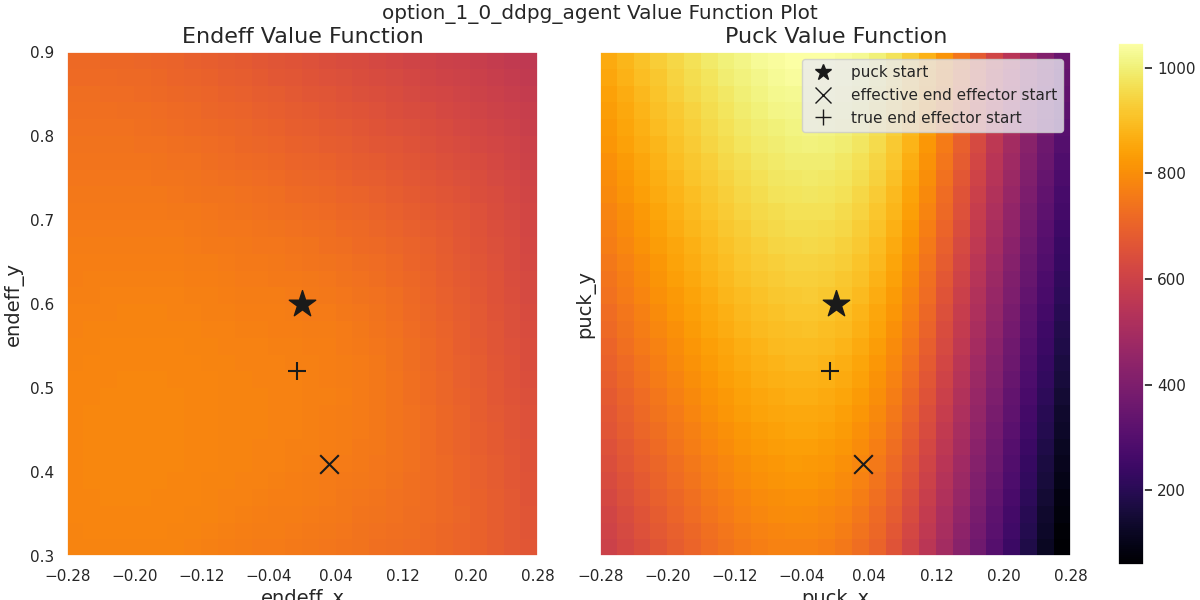 option_1_0_ddpg_agent Value Function Plot
Endeff Value Function
Puck Value Function
puck start
effective end effector start
true end effector start
endeff_y
0.9
0.8
0.7
0.6
0.5
0.4
0.3
−0.28 −0.20 −0.12 −0.04 0.04 0.12 0.20 0.28
endeff_x
puck_y
−0.28 −0.20 −0.12 −0.04 0.04 0.12 0.20 0.28
puck_x
1000
800
600
400
200